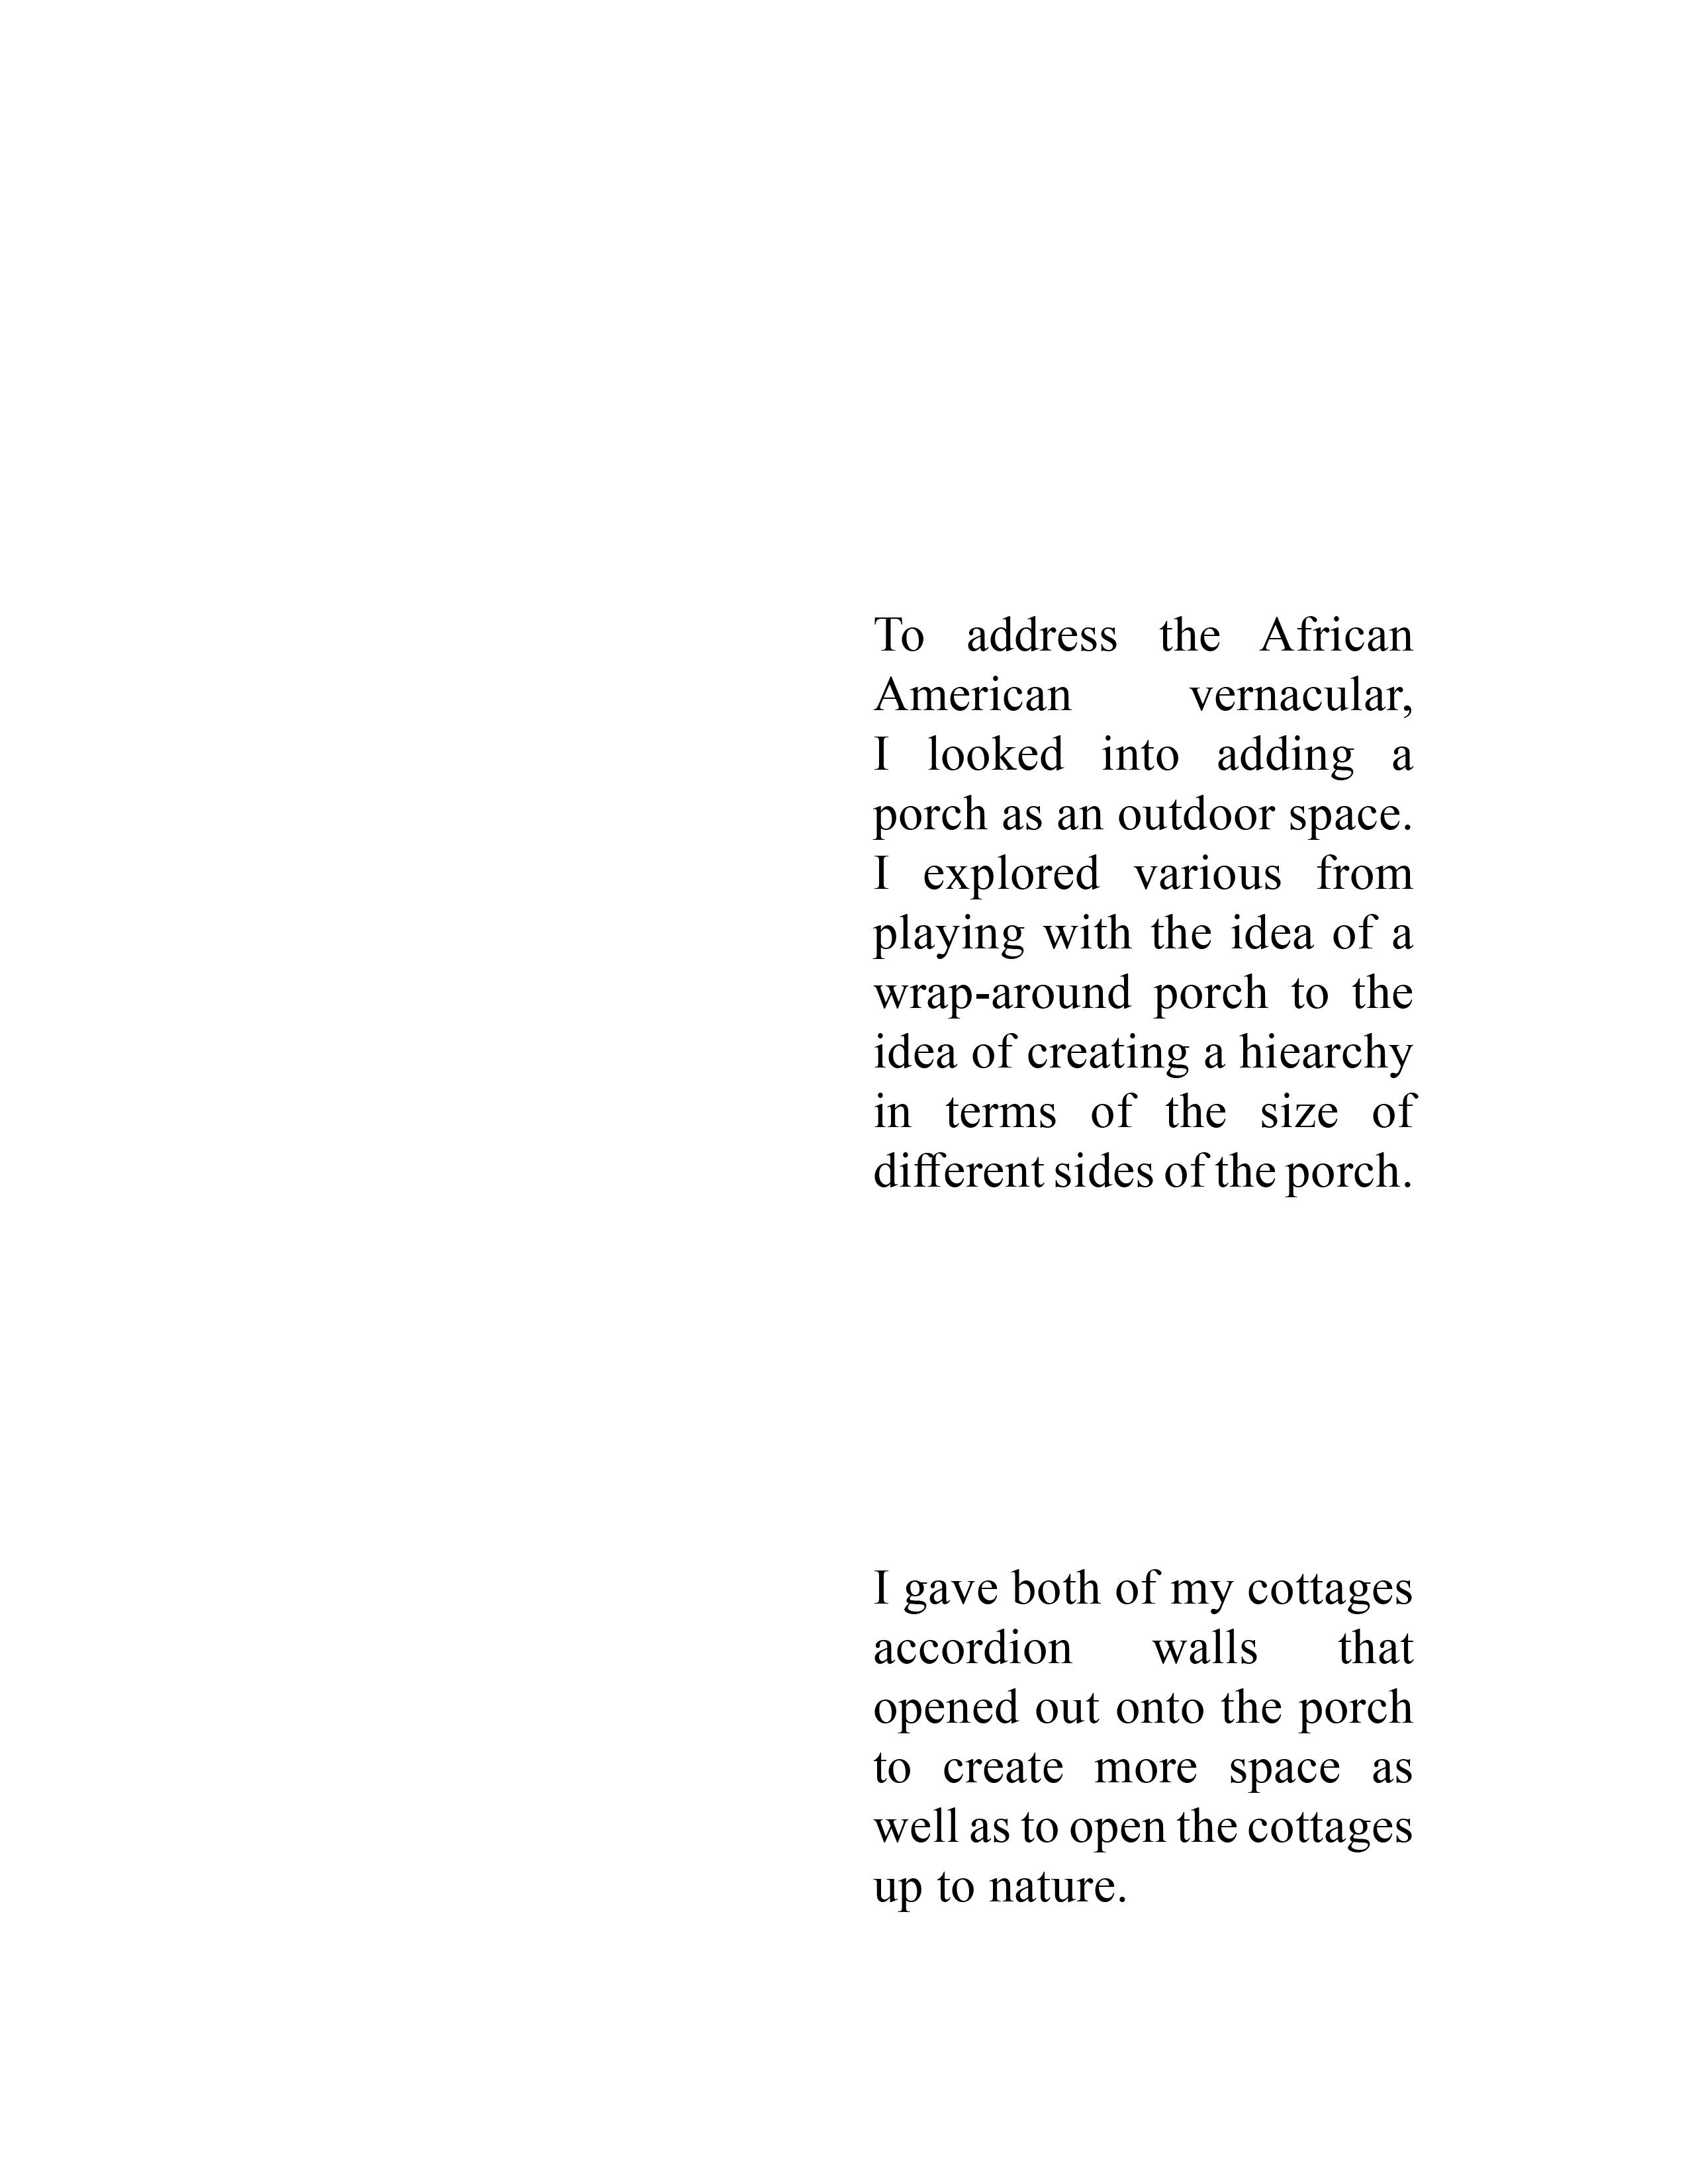 To address the African
American vernacular,
I looked into adding a
porch as an outdoor space.
I explored various from
playing with the idea of a
wrap-around porch to the
idea of creating a hiearchy
in terms of the size of
different sides of the porch.
I gave both of my cottages
accordion walls that
opened out onto the porch
to create more space as
well as to open the cottages
up to nature.